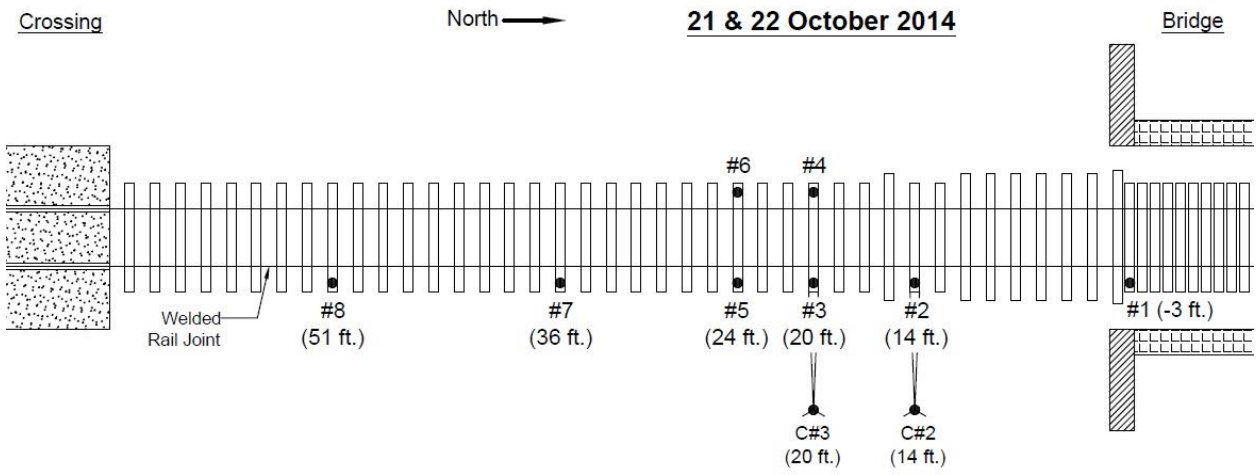 Crossing
North
21 & 22 October 2014
Bridge
#6
#4
Welded
Rail Joint
#8
(51 ft.)
#7
(36 ft.)
#5
(24 ft.)
#3
(20 ft.)
#2
(14 ft.)
#1 (-3 ft.)
C#3
(20 ft.)
C#2
(14 ft.)